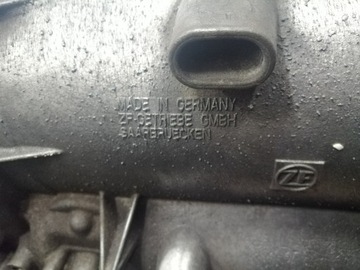 MADE IN GERMANY
ZF-GETRIEBE GMBH
SAARBRUECKEN
ZF